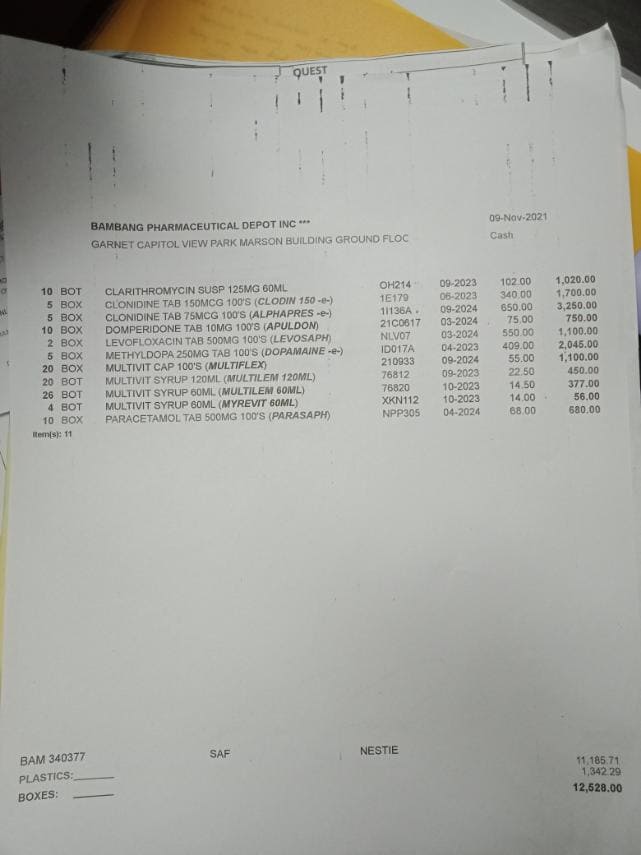 QUEST
BAMBANG PHARMACEUTICAL DEPOT INC *** 09-Nov-2021
GARNET CAPITOL VIEW PARK MARSON BUILDING GROUND FLOC Cash
10 BOT CLARITHROMYCIN SUSP 125MG 60ML OH214 09-2023 102.00 1,020.00
5 BOX CLONIDINE TAB 150MCG 100'S (CLODIN 150 -e-) 1E179 06-2023 340.00 1,700.00
5 BOX CLONIDINE TAB 75MCG 100'S (ALPHAPRES -e-) 1I136A 09-2024 650.00 3,250.00
10 BOX DOMPERIDONE TAB 10MG 100'S (APULDON) 21C0617 03-2024 75.00 750.00
2 BOX LEVOFLOXACIN TAB 500MG 100'S (LEVOSAPH) NLV07 03-2024 550.00 1,100.00
5 BOX METHYLDOPA 250MG TAB 100'S (DOPAMAINE -e-) ID017A 04-2023 409.00 2,045.00
20 BOX MULTIVIT CAP 100'S (MULTIFLEX) 210933 09-2024 55.00 1,100.00
20 BOT MULTIVIT SYRUP 120ML (MULTILEM 120ML) 76812 09-2023 22.50 450.00
26 BOT MULTIVIT SYRUP 60ML (MULTILEM 60ML) 76820 10-2023 14.50 377.00
4 BOT MULTIVIT SYRUP 60ML (MYREVIT 60ML) XKN112 10-2023 14.00 56.00
10 BOX PARACETAMOL TAB 500MG 100'S (PARASAPH) NPP305 04-2024 68.00 680.00
Item(s): 11
BAM 340377 SAF NESTIE 11,185.71
PLASTICS:______ 1,342.29
BOXES: ______ 12,528.00